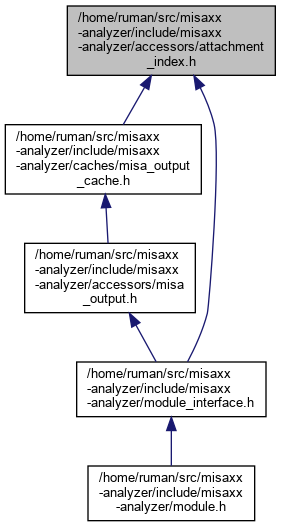 /home/ruman/src/misaxx
-analyzer/include/misaxx
-analyzer/accessors/attachment
_index.h
/home/ruman/src/misaxx
-analyzer/include/misaxx
-analyzer/caches/misa_output
_cache.h
/home/ruman/src/misaxx
-analyzer/include/misaxx
-analyzer/accessors/misa
_output.h
/home/ruman/src/misaxx
-analyzer/include/misaxx
-analyzer/module_interface.h
/home/ruman/src/misaxx
-analyzer/include/misaxx
-analyzer/module.h